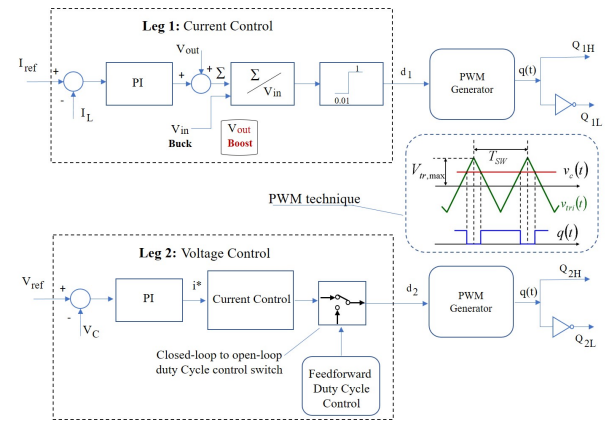 Leg 1: Current Control
I_ref
+
-
I_L
PI
+
V_out
+
Σ
Σ
V_in
1
0.01
d_1
PWM
Generator
q(t)
Q_1H
Q_1L
V_in
Buck
V_out
Boost
PWM technique
V_tr,max
T_SW
v_c(t)
v_tri(t)
q(t)
Leg 2: Voltage Control
V_ref
+
-
V_C
PI
i*
Current Control
d_2
PWM
Generator
q(t)
Q_2H
Q_2L
Closed-loop to open-loop
duty Cycle control switch
Feedforward
Duty Cycle
Control